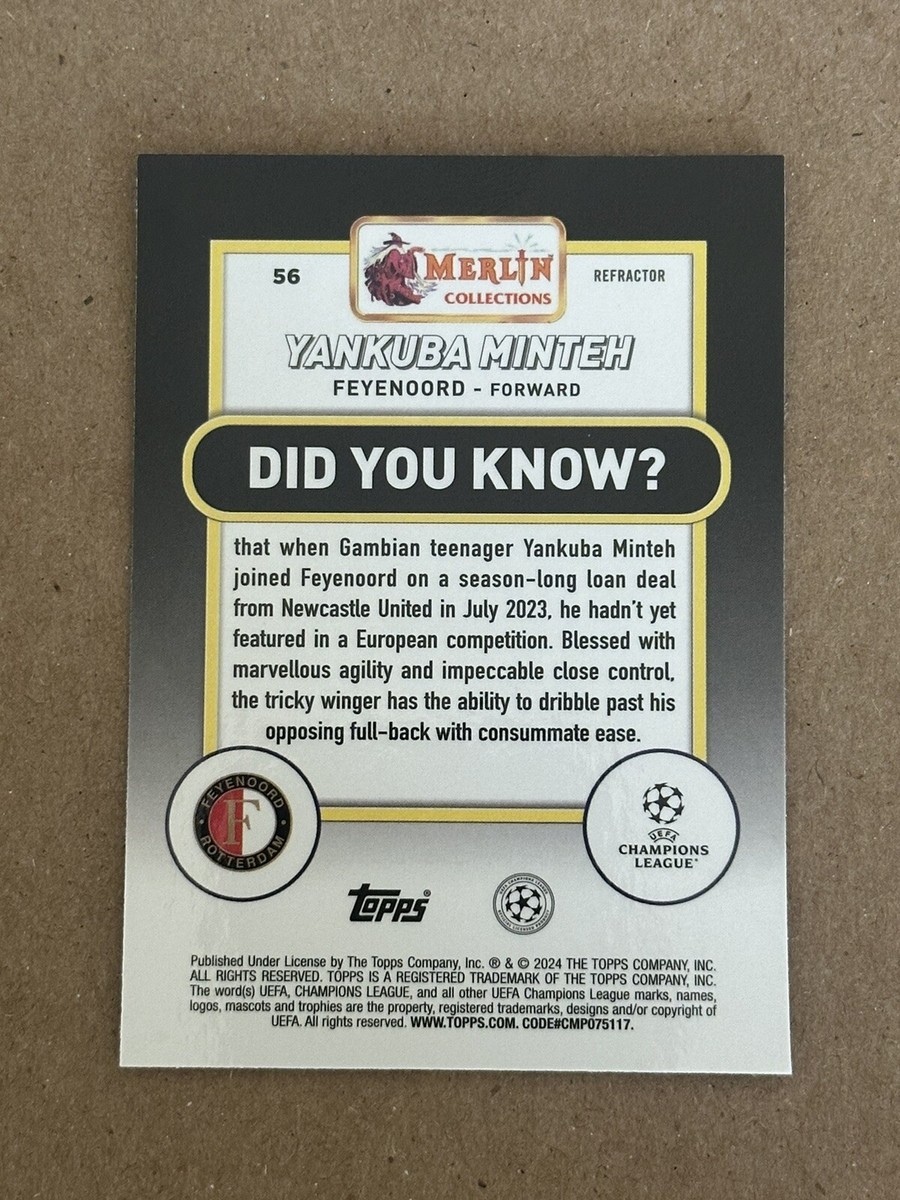 56
MERLIN
COLLECTIONS
REFRACTOR
YANKUBA MINTEH
FEYENOORD - FORWARD
DID YOU KNOW?
that when Gambian teenager Yankuba Minteh
joined Feyenoord on a season-long loan deal
from Newcastle United in July 2023, he hadn't yet
featured in a European competition. Blessed with
marvellous agility and impeccable close control,
the tricky winger has the ability to dribble past his
opposing full-back with consummate ease.
FEYENOORD
F
ROTTERDAM
UEFA
CHAMPIONS
LEAGUE®
Topps®
Published Under License by The Topps Company, Inc. ® & © 2024 THE TOPPS COMPANY, INC.
ALL RIGHTS RESERVED. TOPPS IS A REGISTERED TRADEMARK OF THE TOPPS COMPANY, INC.
The word(s) UEFA, CHAMPIONS LEAGUE, and all other UEFA Champions League marks, names,
logos, mascots and trophies are the property, registered trademarks, designs and/or copyright of
UEFA. All rights reserved. WWW.TOPPS.COM. CODE#CMP075117.